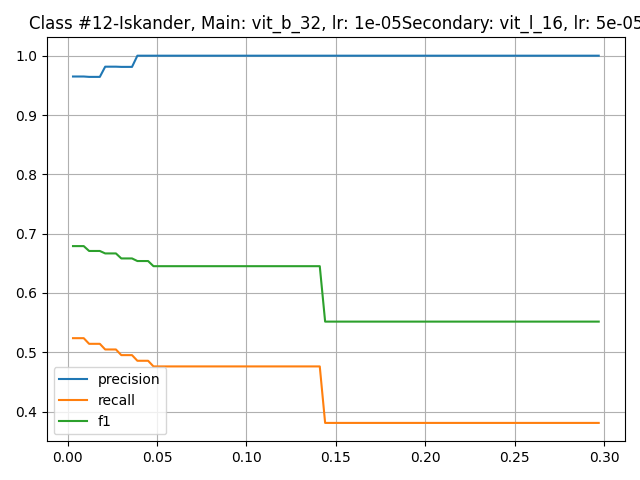 Class #12-Iskander, Main: vit_b_32, lr: 1e-05Secondary: vit_l_16, lr: 5e-05
1.0
0.9
0.8
0.7
0.6
0.5
0.4
precision
recall
f1
0.00 0.05 0.10 0.15 0.20 0.25 0.30